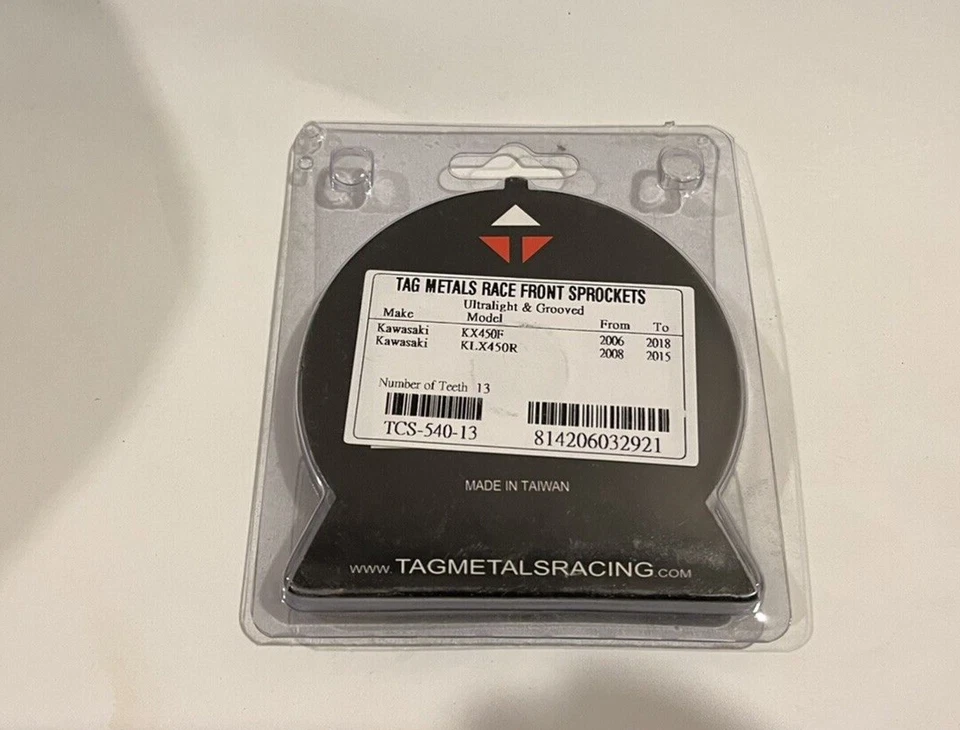 TAG METALS RACE FRONT SPROCKETS
Ultralight & Grooved
Make Model From To
Kawasaki KX450F 2006 2018
Kawasaki KLX450R 2008 2015
Number of Teeth 13
TCS-540-13 814206032921
MADE IN TAIWAN
www.TAGMETALSRACING.COM